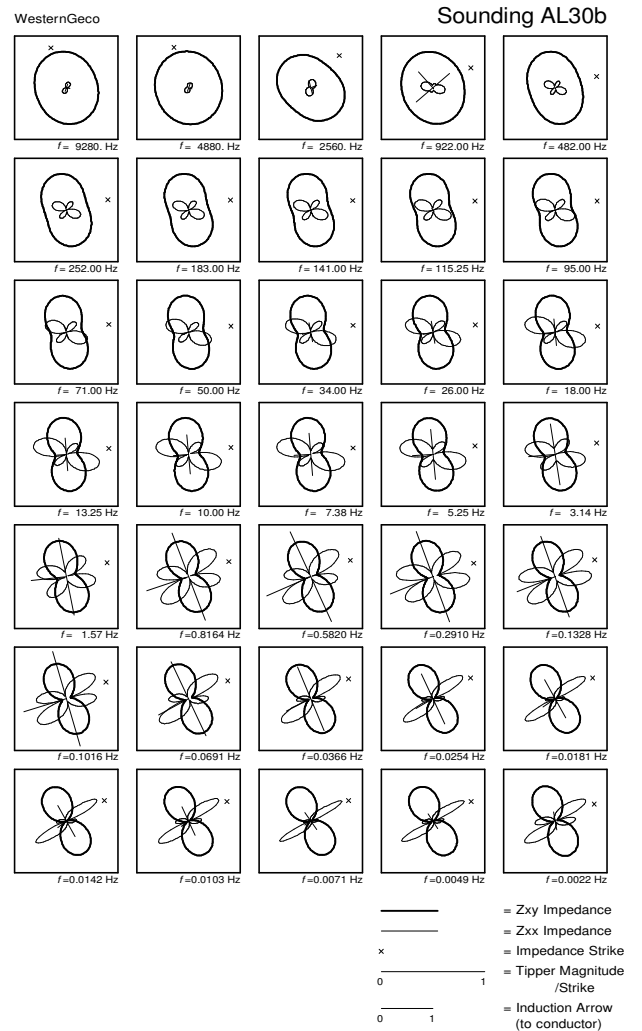 WesternGeco
Sounding AL30b
f = 9280. Hz
f = 4880. Hz
f = 2560. Hz
f = 922.00 Hz
f = 482.00 Hz
f = 252.00 Hz
f = 183.00 Hz
f = 141.00 Hz
f = 115.25 Hz
f = 95.00 Hz
f = 71.00 Hz
f = 50.00 Hz
f = 34.00 Hz
f = 26.00 Hz
f = 18.00 Hz
f = 13.25 Hz
f = 10.00 Hz
f = 7.38 Hz
f = 5.25 Hz
f = 3.14 Hz
f = 1.57 Hz
f =0.8164 Hz
f =0.5820 Hz
f =0.2910 Hz
f =0.1328 Hz
f =0.1016 Hz
f =0.0691 Hz
f =0.0366 Hz
f =0.0254 Hz
f =0.0181 Hz
f =0.0142 Hz
f =0.0103 Hz
f =0.0071 Hz
f =0.0049 Hz
f =0.0022 Hz
= Zxy Impedance
= Zxx Impedance
× = Impedance Strike
= Tipper Magnitude
0 1 /Strike
= Induction Arrow
0 1 (to conductor)